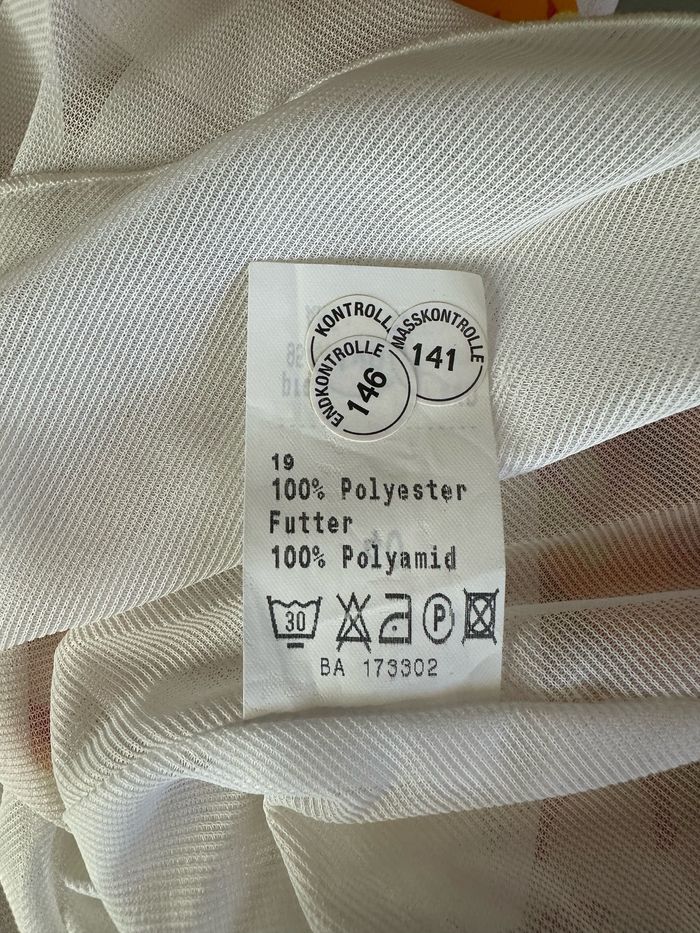 KONTROLL
MASSKONTROLLE
141
ENDKONTROLLE
146
19
100% Polyester
Futter
100% Polyamid
30
P
BA 173302